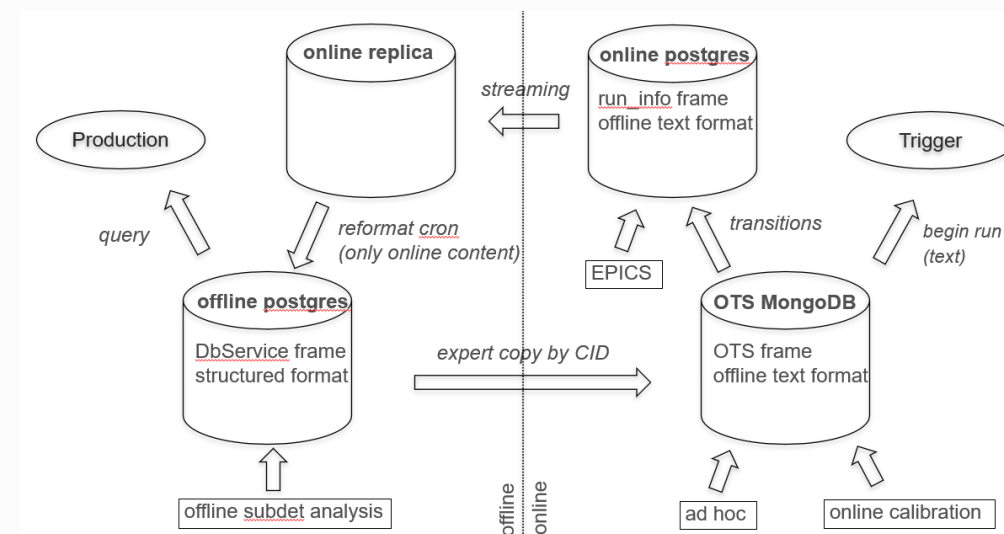 online replica
online postgres
streaming
run_info frame
offline text format
Production
Trigger
query
reformat cron
(only online content)
transitions
begin run
(text)
EPICS
offline postgres
OTS MongoDB
DbService frame
structured format
expert copy by CID
OTS frame
offline text format
offline subdet analysis
offline
online
ad hoc
online calibration